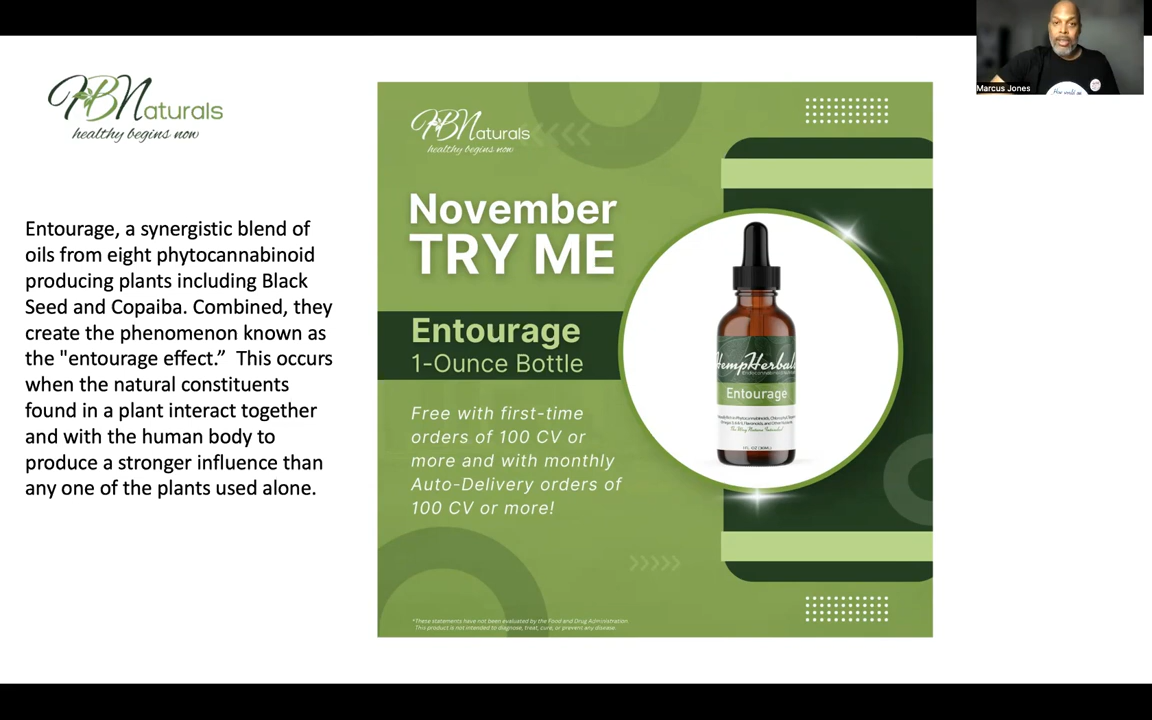 HBNaturals
healthy begins now
Entourage, a synergistic blend of
oils from eight phytocannabinoid
producing plants including Black
Seed and Copaiba. Combined, they
create the phenomenon known as
the "entourage effect.” This occurs
when the natural constituents
found in a plant interact together
and with the human body to
produce a stronger influence than
any one of the plants used alone.
HBNaturals
healthy begins now
November
TRY ME
Entourage
1-Ounce Bottle
Free with first-time
orders of 100 CV or
more and with monthly
Auto-Delivery orders of
100 CV or more!
*These statements have not been evaluated by the Food and Drug Administration.
This product is not intended to diagnose, treat, cure, or prevent any disease.
HempHerbals
Entourage
Marcus Jones